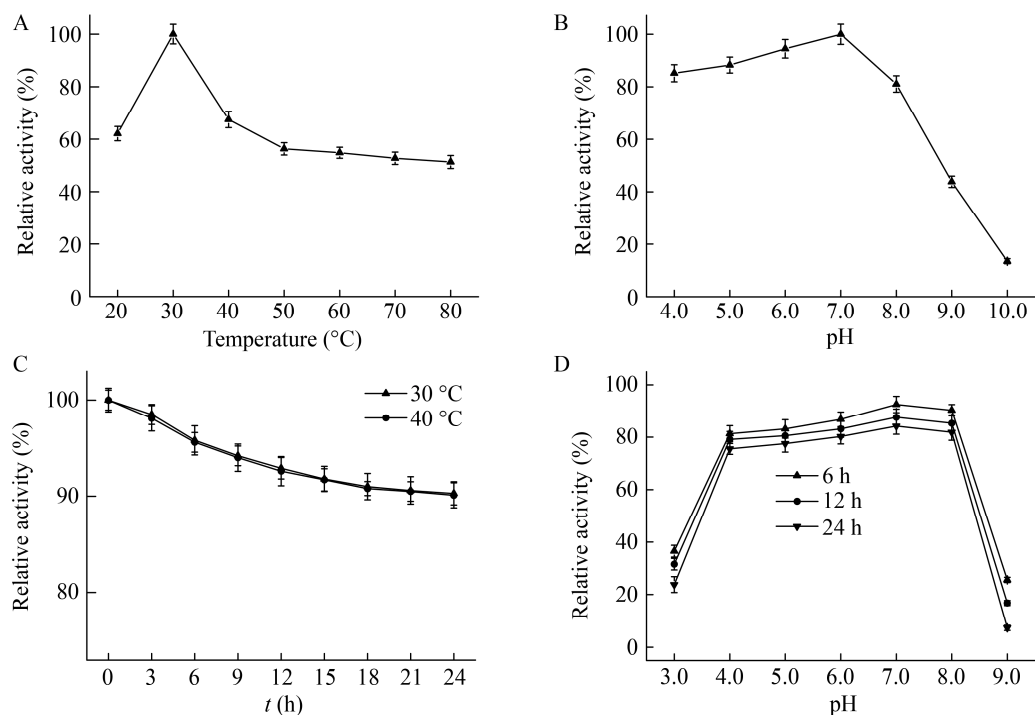 A
Relative activity (%)
100
80
60
40
20
0
20 30 40 50 60 70 80
Temperature (°C)
B
Relative activity (%)
100
80
60
40
20
0
4.0 5.0 6.0 7.0 8.0 9.0 10.0
pH
C
Relative activity (%)
100
90
80
30 °C
40 °C
0 3 6 9 12 15 18 21 24
t (h)
D
Relative activity (%)
100
80
60
40
20
0
6 h
12 h
24 h
3.0 4.0 5.0 6.0 7.0 8.0 9.0
pH